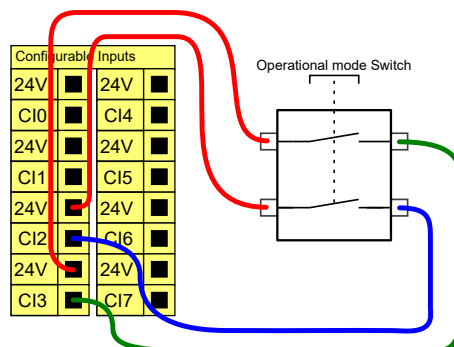 Configurable Inputs
24V 24V
CI0 CI4
24V 24V
CI1 CI5
24V 24V
CI2 CI6
24V 24V
CI3 CI7
Operational mode Switch